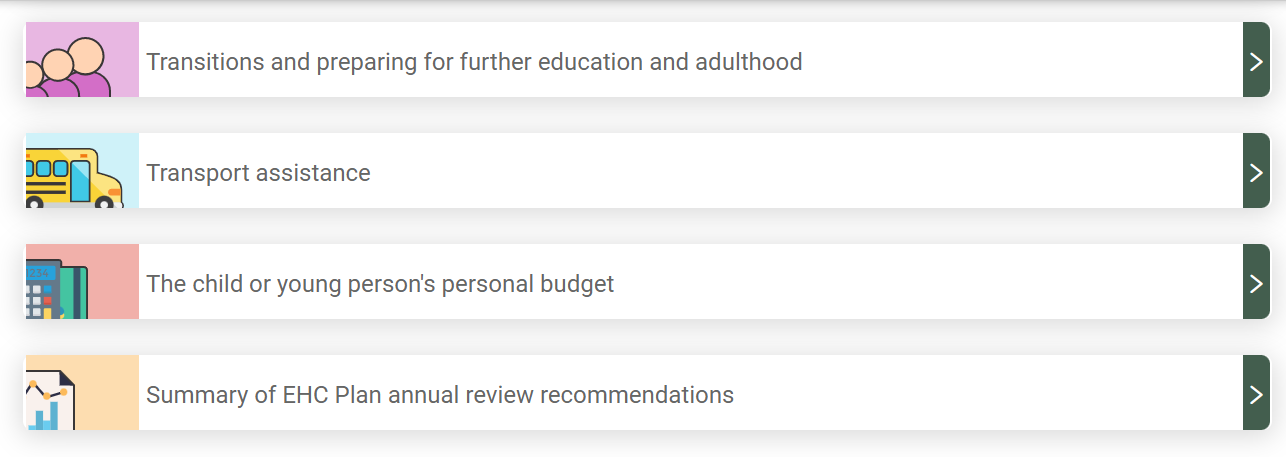 Transitions and preparing for further education and adulthood
Transport assistance
The child or young person's personal budget
1234
Summary of EHC Plan annual review recommendations